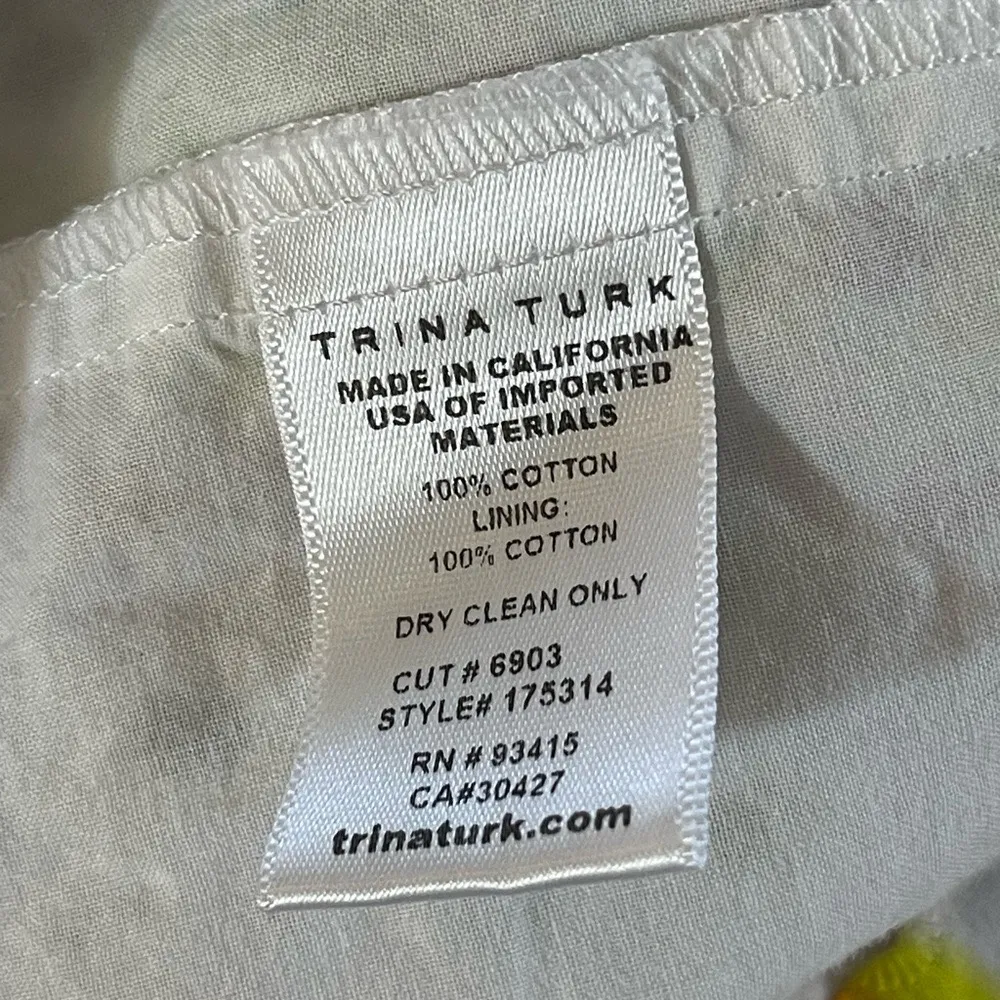 TRINA TURK
MADE IN CALIFORNIA
USA OF IMPORTED
MATERIALS
100% COTTON
LINING:
100% COTTON
DRY CLEAN ONLY
CUT # 6903
STYLE# 175314
RN # 93415
CA#30427
trinaturk.com